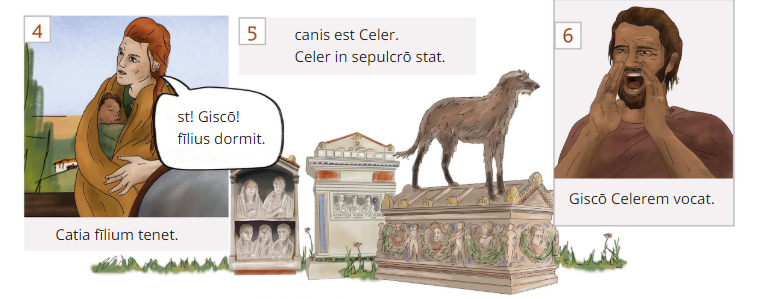 4
st! Giscō!
fīlius dormit.
Catia fīlium tenet.
5
canis est Celer.
Celer in sepulcrō stat.
6
Giscō Celerem vocat.